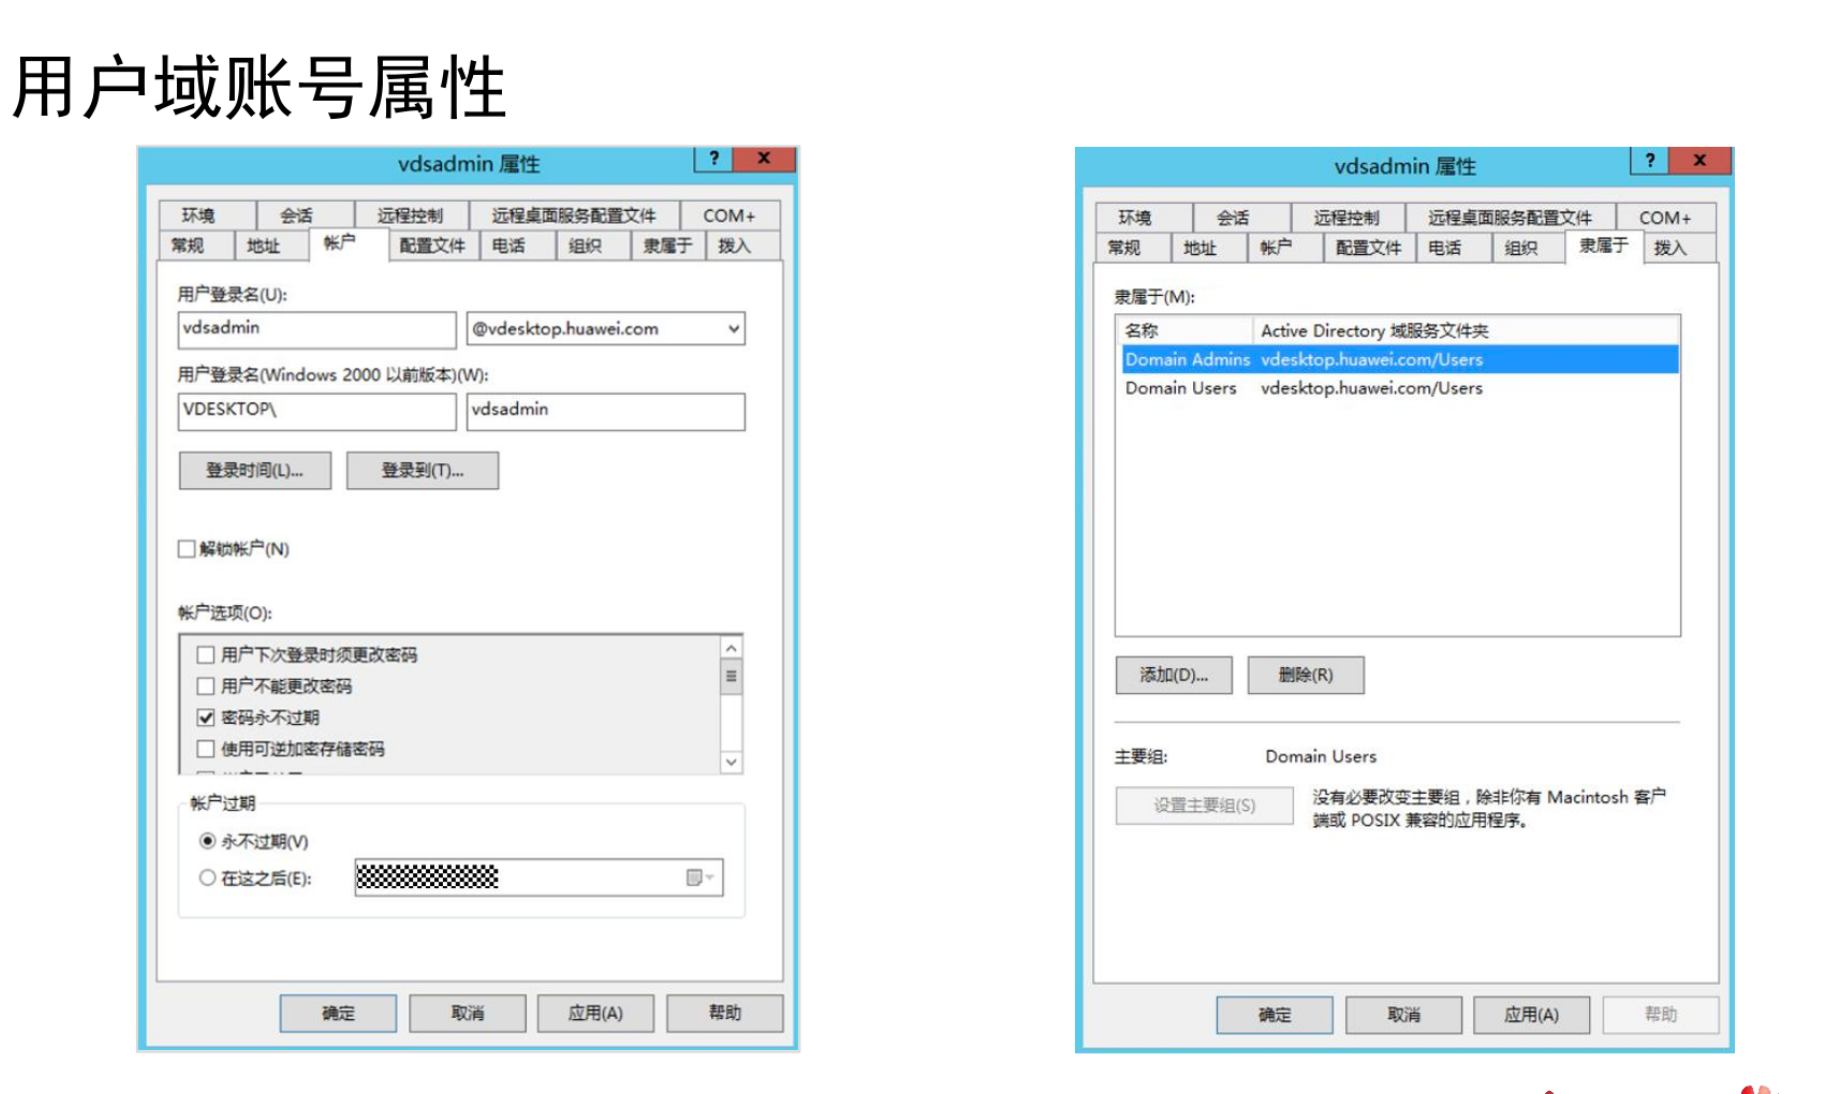 用户域账号属性
vdsadmin 属性
?
x
环境 会话 远程控制 远程桌面服务配置文件 COM+
常规 地址 帐户 配置文件 电话 组织 隶属于 拨入
用户登录名(U):
vdsadmin @vdesktop.huawei.com
用户登录名(Windows 2000 以前版本)(W):
VDESKTOP\ vdsadmin
登录时间(L)... 登录到(T)...
解锁帐户(N)
帐户选项(O):
用户下次登录时须更改密码
用户不能更改密码
密码永不过期
使用可逆加密存储密码
帐户过期
永不过期(V)
在这之后(E):
确定 取消 应用(A) 帮助
vdsadmin 属性
?
x
环境 会话 远程控制 远程桌面服务配置文件 COM+
常规 地址 帐户 配置文件 电话 组织 隶属于 拨入
隶属于(M):
名称 Active Directory 域服务文件夹
Domain Admins vdesktop.huawei.com/Users
Domain Users vdesktop.huawei.com/Users
添加(D)... 删除(R)
主要组: Domain Users
设置主要组(S)
没有必要改变主要组，除非你有 Macintosh 客户
端或 POSIX 兼容的应用程序。
确定 取消 应用(A) 帮助